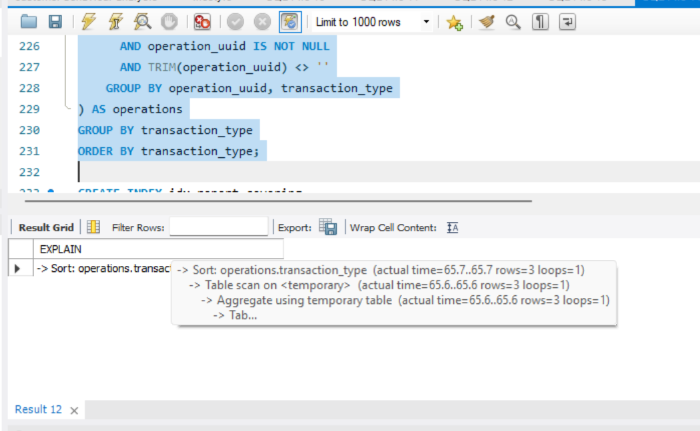 Limit to 1000 rows
226 AND operation_uuid IS NOT NULL
227 AND TRIM(operation_uuid) <> ''
228 GROUP BY operation_uuid, transaction_type
229 ) AS operations
230 GROUP BY transaction_type
231 ORDER BY transaction_type;
232
Result Grid Filter Rows: Export: Wrap Cell Content:
EXPLAIN
-> Sort: operations.transact
-> Sort: operations.transaction_type (actual time=65.7..65.7 rows=3 loops=1)
-> Table scan on <temporary> (actual time=65.6..65.6 rows=3 loops=1)
-> Aggregate using temporary table (actual time=65.6..65.6 rows=3 loops=1)
-> Tab...
Result 12